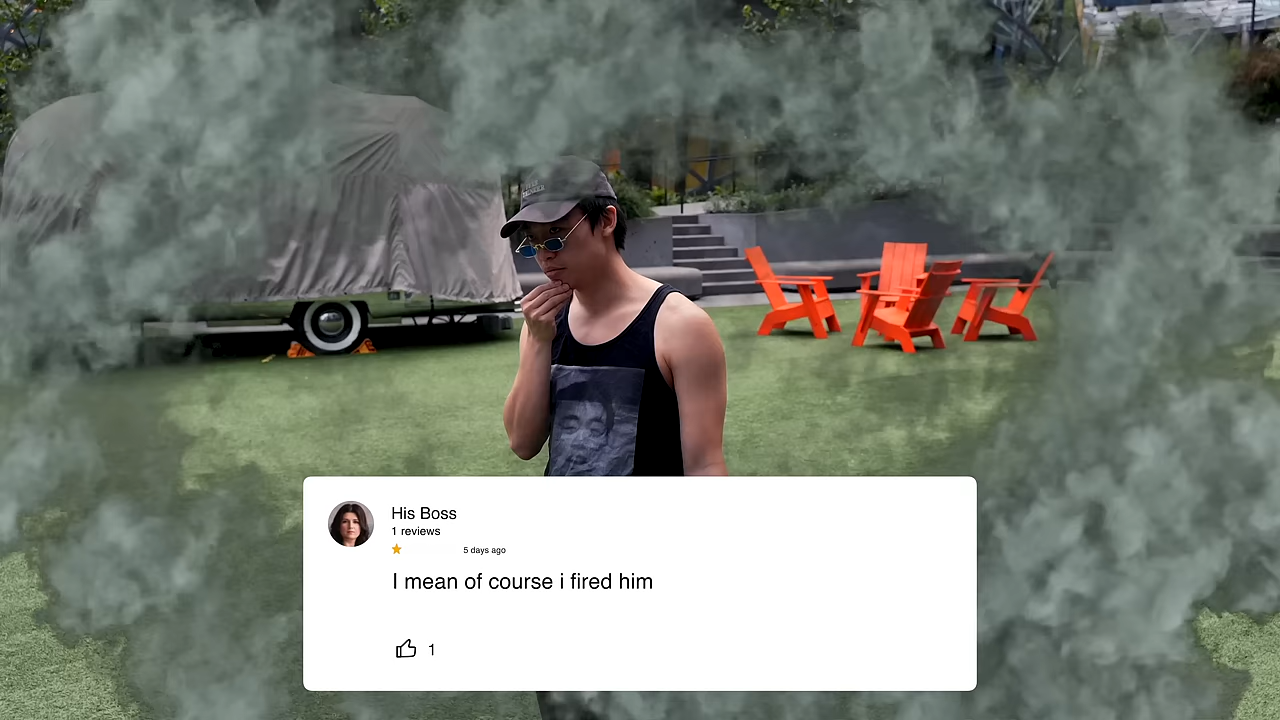 His Boss
1 reviews
5 days ago
I mean of course i fired him
1